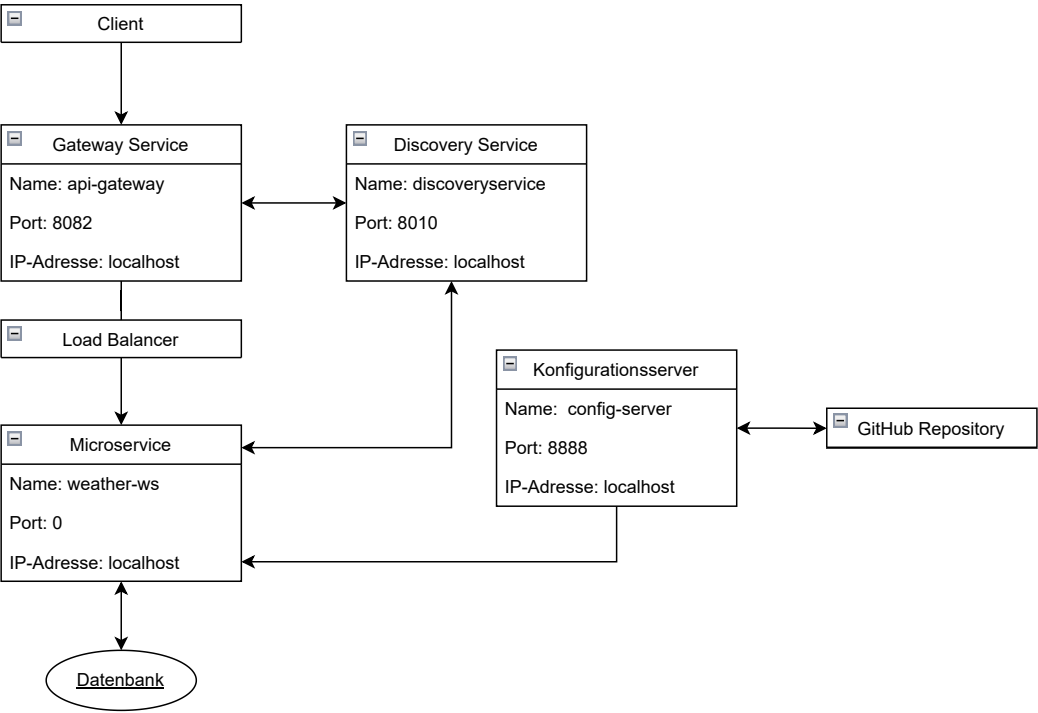 Client
Gateway Service
Name: api-gateway
Port: 8082
IP-Adresse: localhost
Discovery Service
Name: discoveryservice
Port: 8010
IP-Adresse: localhost
Load Balancer
Konfigurationsserver
Name:  config-server
Port: 8888
IP-Adresse: localhost
GitHub Repository
Microservice
Name: weather-ws
Port: 0
IP-Adresse: localhost
Datenbank